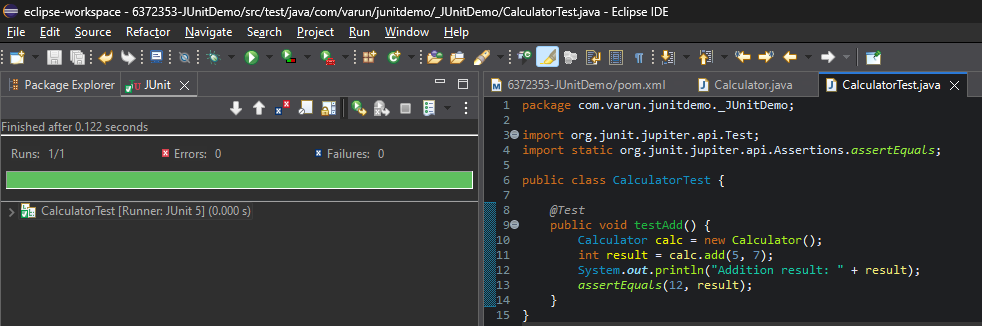 eclipse-workspace - 6372353-JUnitDemo/src/test/java/com/varun/junitdemo/_JUnitDemo/CalculatorTest.java - Eclipse IDE
File Edit Source Refactor Navigate Search Project Run Window Help
Package Explorer JUnit
6372353-JUnitDemo/pom.xml Calculator.java CalculatorTest.java
Finished after 0.122 seconds
Runs: 1/1 Errors: 0 Failures: 0
CalculatorTest [Runner: JUnit 5] (0.000 s)
1 package com.varun.junitdemo._JUnitDemo;
2
3 import org.junit.jupiter.api.Test;
4 import static org.junit.jupiter.api.Assertions.assertEquals;
5
6 public class CalculatorTest {
7
8 @Test
9 public void testAdd() {
10 Calculator calc = new Calculator();
11 int result = calc.add(5, 7);
12 System.out.println("Addition result: " + result);
13 assertEquals(12, result);
14 }
15 }